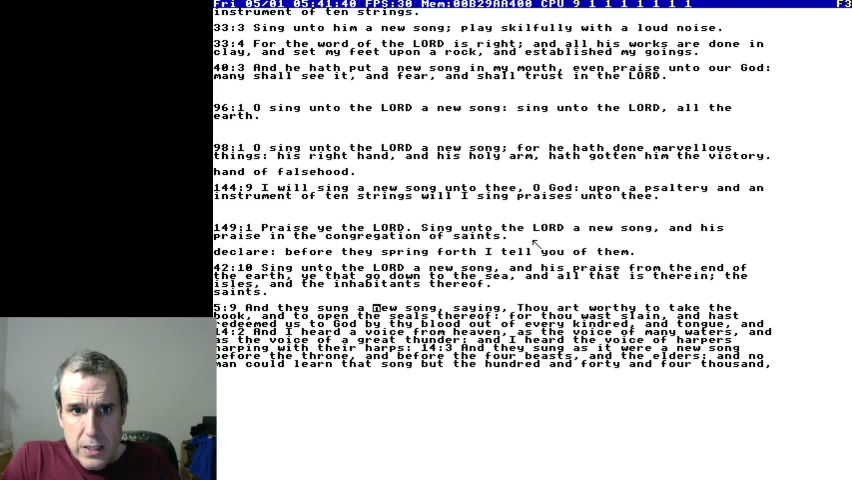 Fri 05/01 05:41:40 FPS:30 Mem:00B29AA400 CPU 9 1 1 1 1 1 1 1 F3
instrument of ten strings.
33:3 Sing unto him a new song; play skilfully with a loud noise.
33:4 For the word of the LORD is right; and all his works are done in
clay, and set my feet upon a rock, and established my goings.
40:3 And he hath put a new song in my mouth, even praise unto our God:
many shall see it, and fear, and shall trust in the LORD.
96:1 O sing unto the LORD a new song: sing unto the LORD, all the
earth.
98:1 O sing unto the LORD a new song; for he hath done marvellous
things: his right hand, and his holy arm, hath gotten him the victory.
hand of falsehood.
144:9 I will sing a new song unto thee, O God: upon a psaltery and an
instrument of ten strings will I sing praises unto thee.
149:1 Praise ye the LORD. Sing unto the LORD a new song, and his
praise in the congregation of saints.
declare: before they spring forth I tell you of them.
42:10 Sing unto the LORD a new song, and his praise from the end of
the earth, ye that go down to the sea, and all that is therein; the
isles, and the inhabitants thereof.
saints.
5:9 And they sung a new song, saying, Thou art worthy to take the
book, and to open the seals thereof: for thou wast slain, and hast
redeemed us to God by thy blood out of every kindred, and tongue, and
14:2 And I heard a voice from heaven, as the voice of many waters, and
as the voice of a great thunder: and I heard the voice of harpers
harping with their harps: 14:3 And they sung as it were a new song
before the throne, and before the four beasts, and the elders: and no
man could learn that song but the hundred and forty and four thousand,